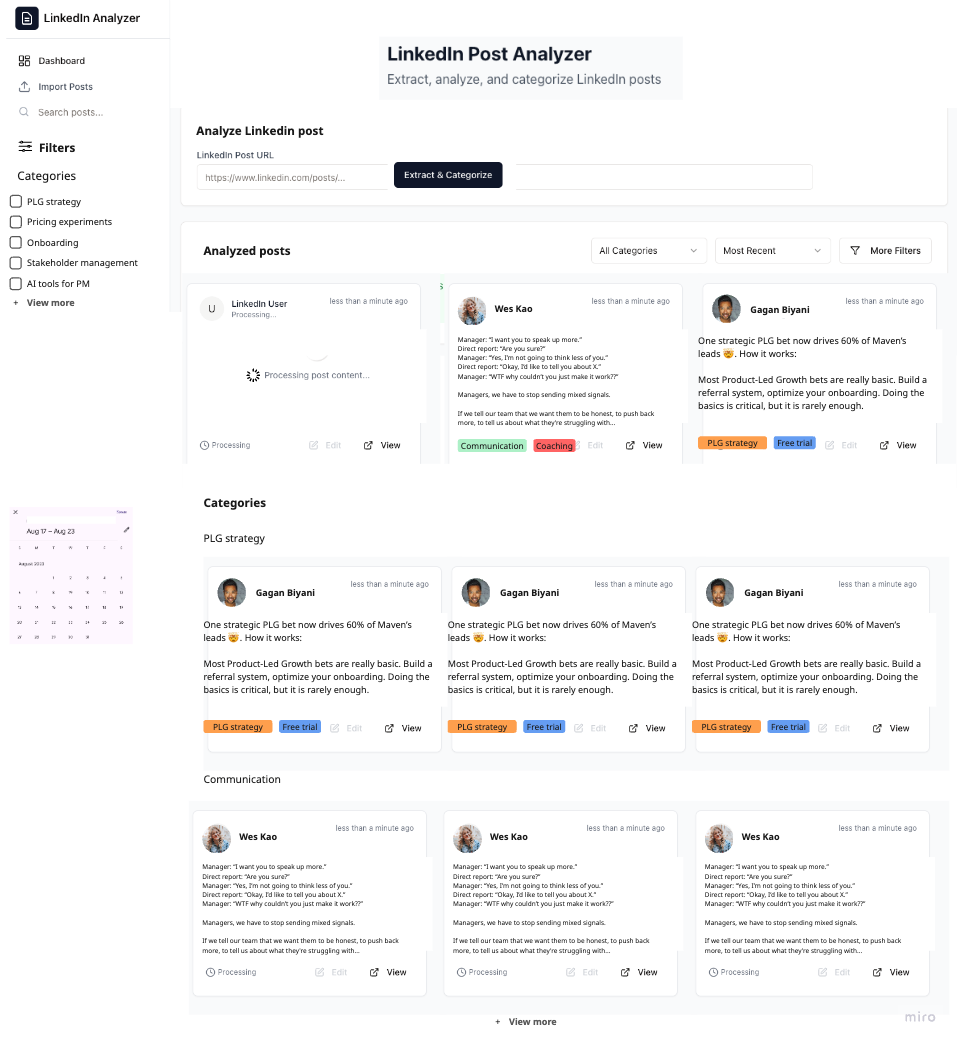 LinkedIn Analyzer
Dashboard
Import Posts
Search posts...
Filters
Categories
PLG strategy
Pricing experiments
Onboarding
Stakeholder management
AI tools for PM
+ View more
LinkedIn Post Analyzer
Extract, analyze, and categorize LinkedIn posts
Analyze Linkedin post
LinkedIn Post URL
https://www.linkedin.com/posts/...
Extract & Categorize
Analyzed posts
All Categories
Most Recent
More Filters
U
LinkedIn User
Processing...
less than a minute ago
Processing post content...
Processing
Edit
View
s
Wes Kao
less than a minute ago
Manager: “I want you to speak up more.”
Direct report: “Are you sure?”
Manager: “Yes, I’m not going to think less of you.”
Direct report: “Okay, I’d like to tell you about X.”
Manager: “WTF why couldn’t you just make it work??”
Managers, we have to stop sending mixed signals.
If we tell our team that we want them to be honest, to push back
more, to tell us about what they’re struggling with...
Communication
Coaching
Edit
View
Gagan Biyani
less than a minute ago
One strategic PLG bet now drives 60% of Maven’s
leads 🤯. How it works:
Most Product-Led Growth bets are really basic. Build a
referral system, optimize your onboarding. Doing the
basics is critical, but it is rarely enough.
PLG strategy
Free trial
Edit
View
Aug 17 – Aug 23
S M T W T F S
August 2023
1 2 3 4 5
6 7 8 9 10 11 12
13 14 15 16 17 18 19
20 21 22 23 24 25 26
27 28 29 30 31
Categories
PLG strategy
Gagan Biyani
less than a minute ago
One strategic PLG bet now drives 60% of Maven’s
leads 🤯. How it works:
Most Product-Led Growth bets are really basic. Build a
referral system, optimize your onboarding. Doing the
basics is critical, but it is rarely enough.
PLG strategy
Free trial
Edit
View
Gagan Biyani
less than a minute ago
One strategic PLG bet now drives 60% of Maven’s
leads 🤯. How it works:
Most Product-Led Growth bets are really basic. Build a
referral system, optimize your onboarding. Doing the
basics is critical, but it is rarely enough.
PLG strategy
Free trial
Edit
View
Gagan Biyani
less than a minute ago
One strategic PLG bet now drives 60% of Maven’s
leads 🤯. How it works:
Most Product-Led Growth bets are really basic. Build a
referral system, optimize your onboarding. Doing the
basics is critical, but it is rarely enough.
PLG strategy
Free trial
Edit
View
Communication
Wes Kao
less than a minute ago
Manager: “I want you to speak up more.”
Direct report: “Are you sure?”
Manager: “Yes, I’m not going to think less of you.”
Direct report: “Okay, I’d like to tell you about X.”
Manager: “WTF why couldn’t you just make it work??”
Managers, we have to stop sending mixed signals.
If we tell our team that we want them to be honest, to push back
more, to tell us about what they’re struggling with...
Processing
Edit
View
Wes Kao
less than a minute ago
Manager: “I want you to speak up more.”
Direct report: “Are you sure?”
Manager: “Yes, I’m not going to think less of you.”
Direct report: “Okay, I’d like to tell you about X.”
Manager: “WTF why couldn’t you just make it work??”
Managers, we have to stop sending mixed signals.
If we tell our team that we want them to be honest, to push back
more, to tell us about what they’re struggling with...
Processing
Edit
View
Wes Kao
less than a minute ago
Manager: “I want you to speak up more.”
Direct report: “Are you sure?”
Manager: “Yes, I’m not going to think less of you.”
Direct report: “Okay, I’d like to tell you about X.”
Manager: “WTF why couldn’t you just make it work??”
Managers, we have to stop sending mixed signals.
If we tell our team that we want them to be honest, to push back
more, to tell us about what they’re struggling with...
Processing
Edit
View
+ View more
miro